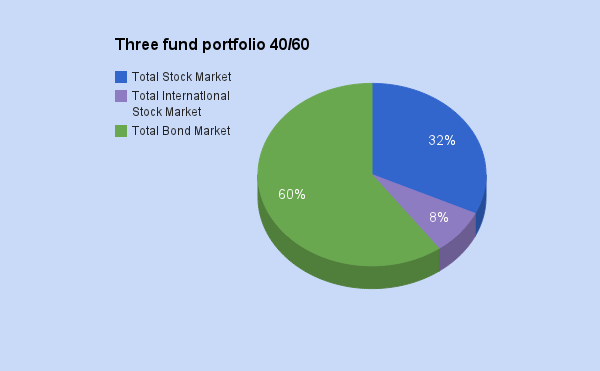 Three fund portfolio 40/60
Total Stock Market
Total International
Stock Market
Total Bond Market
32%
8%
60%